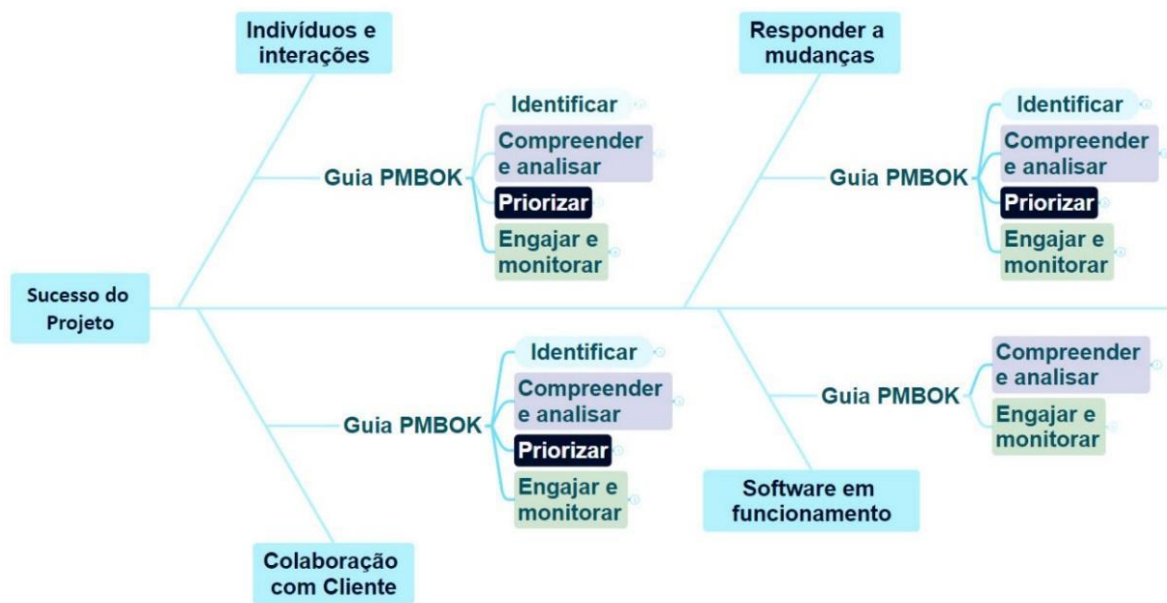 Indivíduos e
interações
Responder a
mudanças
Identificar
Compreender
e analisar
Guia PMBOK
Priorizar
Engajar e
monitorar
Identificar
Compreender
e analisar
Guia PMBOK
Priorizar
Engajar e
monitorar
Sucesso do
Projeto
Identificar
Compreender
e analisar
Guia PMBOK
Priorizar
Engajar e
monitorar
Compreender
e analisar
Guia PMBOK
Engajar e
monitorar
Software em
funcionamento
Colaboração
com Cliente